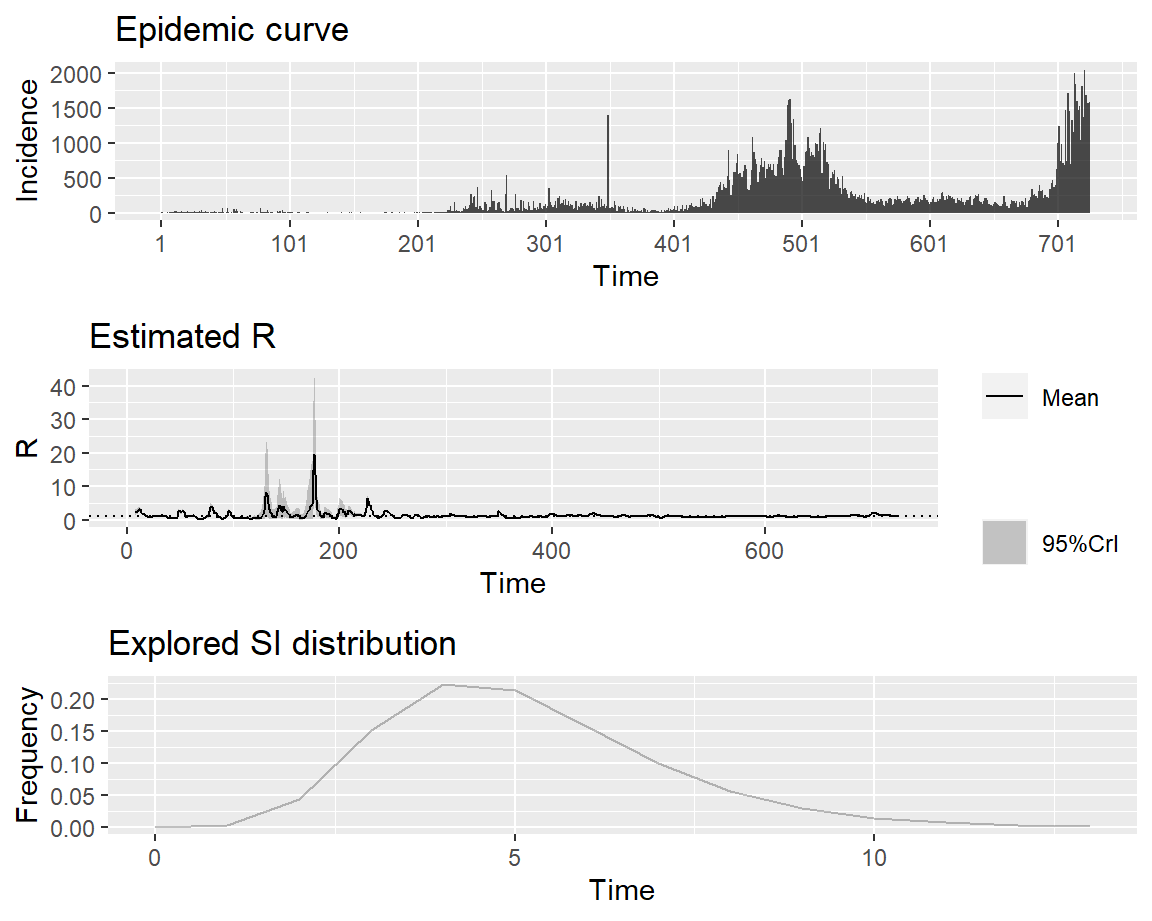 Epidemic curve
2000
1500
1000
500
0
Incidence
1 101 201 301 401 501 601 701
Time
Estimated R
40
30
20
10
0
R
0 200 400 600
Time
Mean
95%CrI
Explored SI distribution
0.20
0.15
0.10
0.05
0.00
Frequency
0 5 10
Time